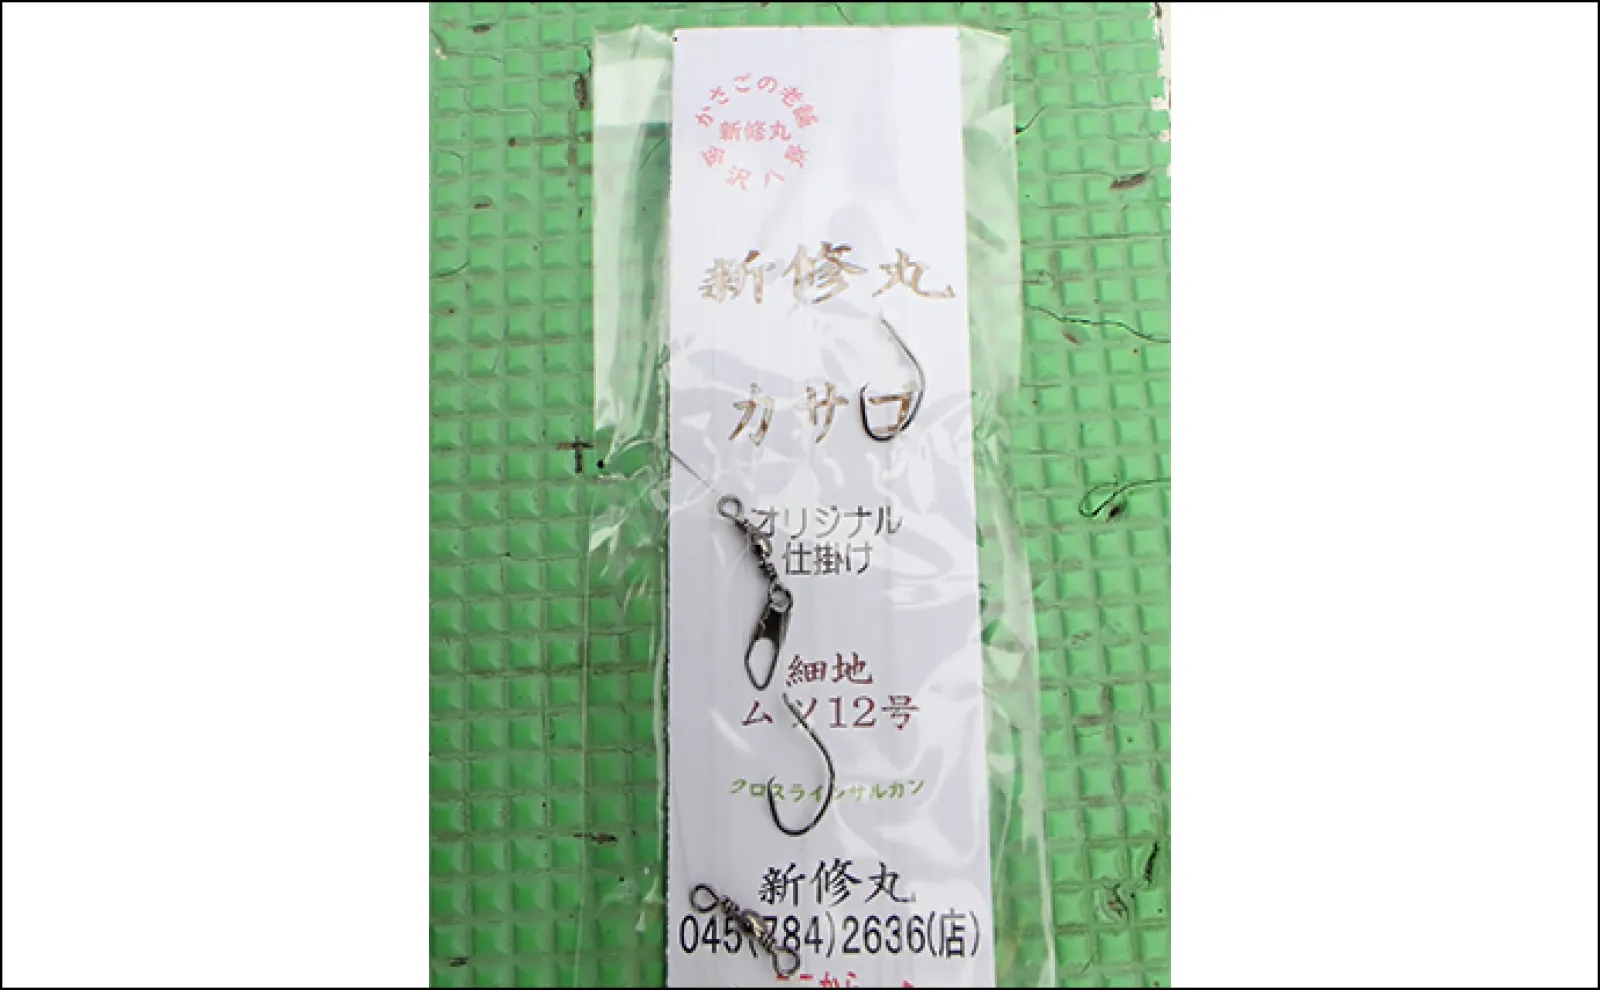 かさごの老舗
新修丸
金沢八景
新修丸
カサゴ
オリジナル
仕掛け
細地
ムツ12号
クロスラインサルカン
新修丸
045(784)2636(店)